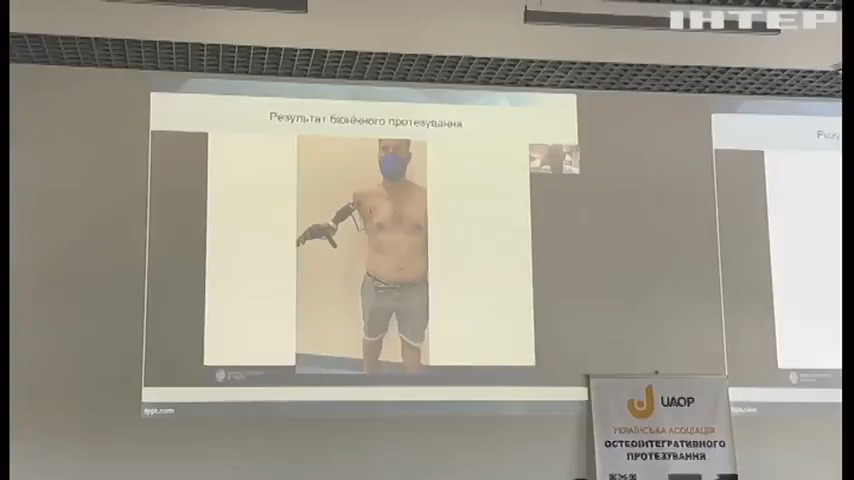 ІНТЕР
Результат біонічного протезування
UAOP
УКРАЇНСЬКА АСОЦІАЦІЯ
ОСТЕОІНТЕГРАТИВНОГО
ПРОТЕЗУВАННЯ